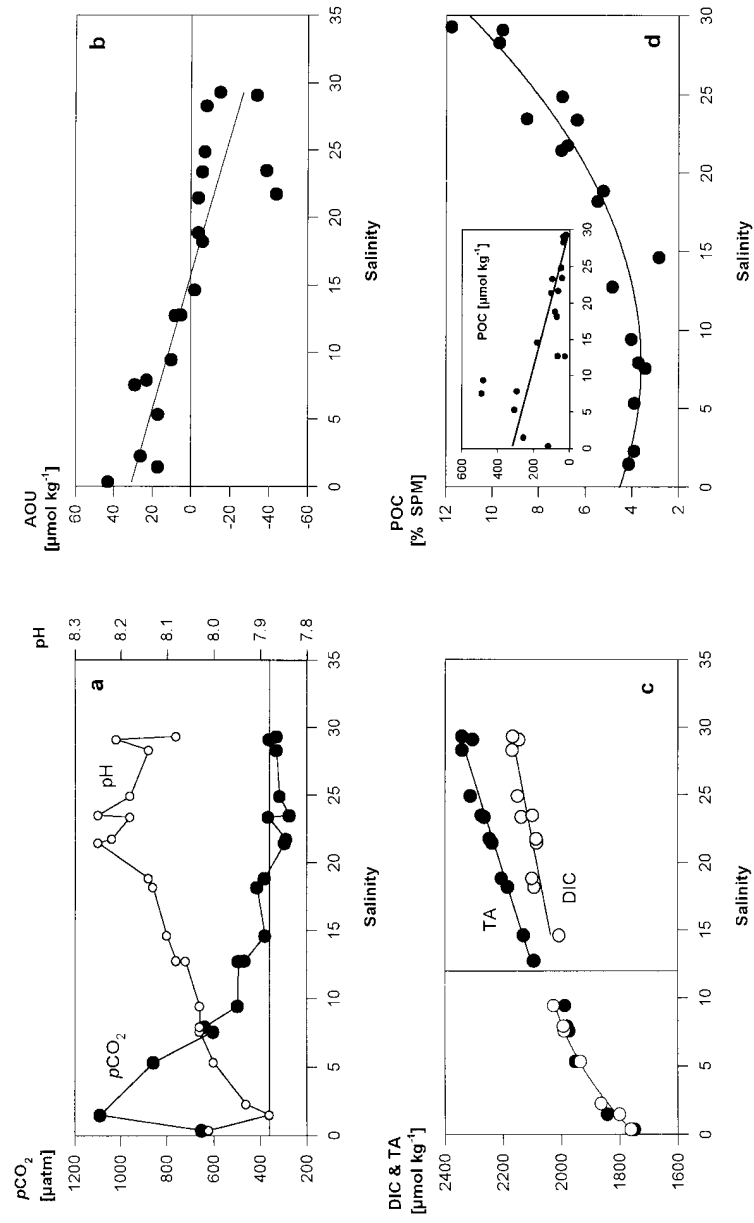 pCO2
[µatm]
pH
1200
1000
800
600
400
200
8.3
8.2
8.1
8.0
7.9
7.8
a
pH
pCO2
0 5 10 15 20 25 30 35
Salinity
AOU
[µmol kg-1]
60
40
20
0
-20
-40
-60
b
0 5 10 15 20 25 30 35
Salinity
DIC & TA
[µmol kg-1]
2400
2200
2000
1800
1600
TA
DIC
c
0 5 10 15 20 25 30 35
Salinity
POC
[% SPM]
12
10
8
6
4
2
d
POC [µmol kg-1]
600
400
200
0
0 5 10 15 20 25 30
0 5 10 15 20 25 30
Salinity